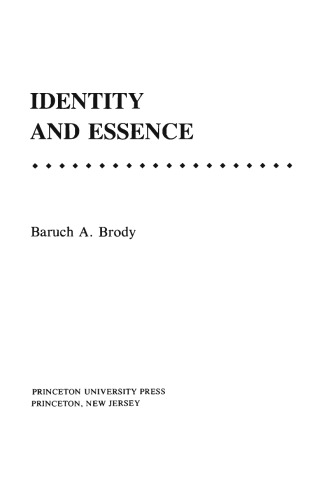 IDENTITY
AND ESSENCE
Baruch A. Brody
PRINCETON UNIVERSITY PRESS
PRINCETON, NEW JERSEY